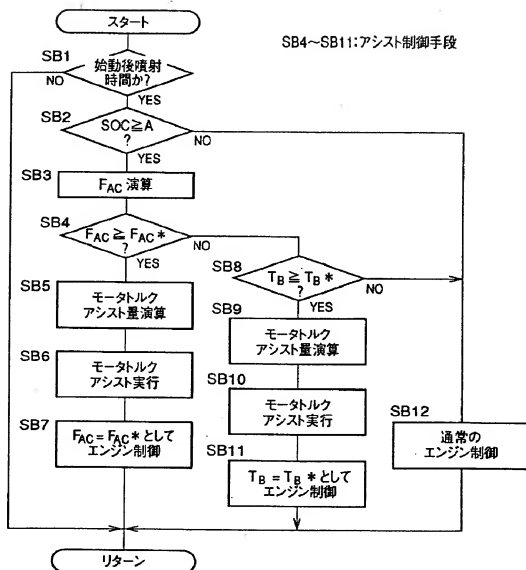 スタート
SB4～SB11:アシスト制御手段
SB1
始動後噴射
時間か?
NO
YES
SB2
SOC≧A
?
NO
YES
SB3
FAC 演算
SB4
FAC ≧ FAC*
?
NO
YES
SB8
TB ≧ TB*
?
NO
YES
SB5
モータトルク
アシスト量演算
SB9
モータトルク
アシスト量演算
SB6
モータトルク
アシスト実行
SB10
モータトルク
アシスト実行
SB7
FAC = FAC* として
エンジン制御
SB11
TB = TB* として
エンジン制御
SB12
通常の
エンジン制御
リターン